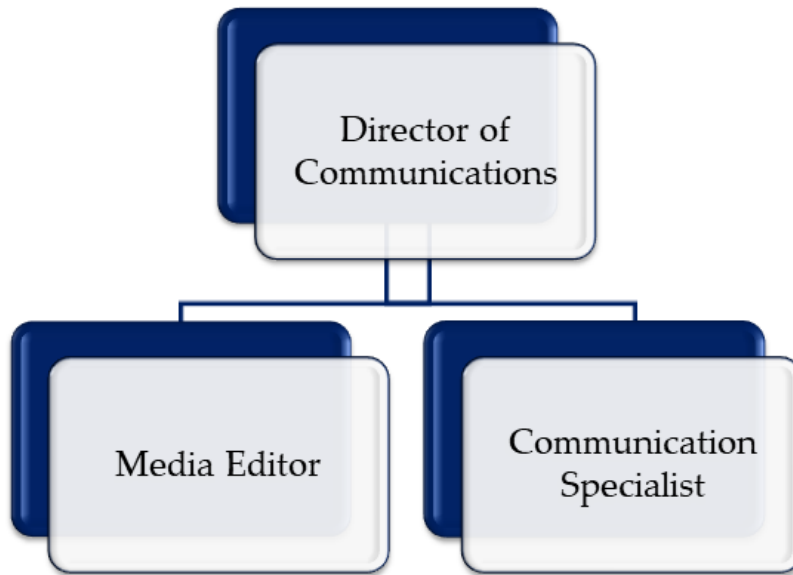 Director of
Communications
Media Editor
Communication
Specialist